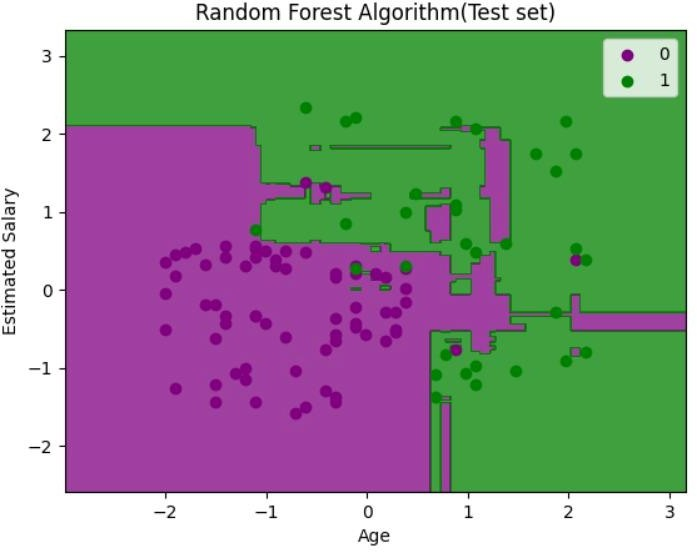 Random Forest Algorithm(Test set)
0
1
3
2
1
0
−1
−2
Estimated Salary
−2 −1 0 1 2 3
Age